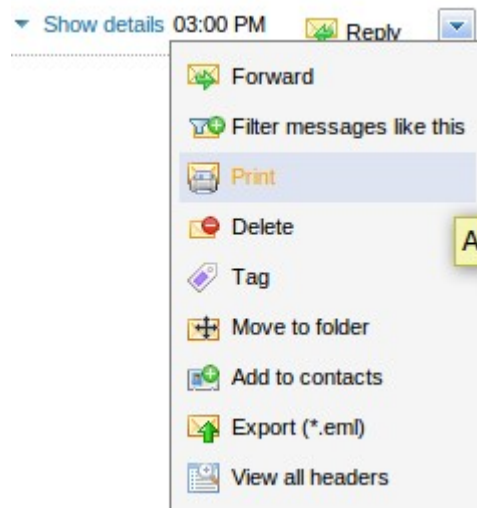 Show details 03:00 PM Reply
Forward
Filter messages like this
Print
Delete
A
Tag
Move to folder
Add to contacts
Export (*.eml)
View all headers